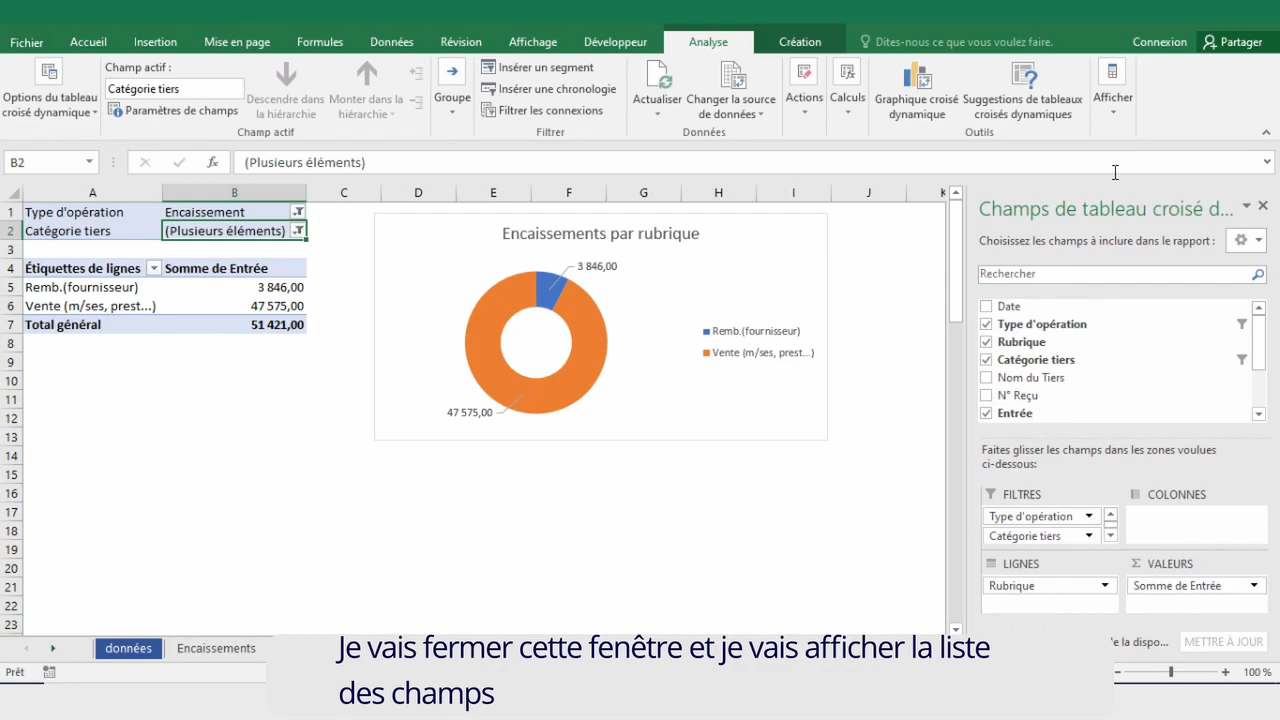 Fichier Accueil Insertion Mise en page Formules Données Révision Affichage Développeur Analyse Création Dites-nous ce que vous voulez faire. Connexion Partager
Options du tableau
croisé dynamique
Champ actif :
Catégorie tiers
Paramètres de champs
Descendre dans
la hiérarchie
Monter dans la
hiérarchie
Champ actif
Groupe
Insérer un segment
Insérer une chronologie
Filtrer les connexions
Filtrer
Actualiser
Changer la source
de données
Données
Actions
Calculs
Graphique croisé
dynamique
Suggestions de tableaux
croisés dynamiques
Outils
Afficher
B2 fx (Plusieurs éléments)
A B C D E F G H I J K
1 Type d'opération Encaissement
2 Catégorie tiers (Plusieurs éléments)
3
4 Étiquettes de lignes Somme de Entrée
5 Remb.(fournisseur) 3 846,00
6 Vente (m/ses, prest...) 47 575,00
7 Total général 51 421,00
8
9
10
11
12
13
14
15
16
17
18
19
20
21
22
23
Encaissements par rubrique
3 846,00
Remb.(fournisseur)
Vente (m/ses, prest...)
47 575,00
Champs de tableau croisé d...
Choisissez les champs à inclure dans le rapport :
Rechercher
Date
Type d'opération
Rubrique
Catégorie tiers
Nom du Tiers
N° Reçu
Entrée
Faites glisser les champs dans les zones voulues
ci-dessous:
FILTRES
Type d'opération
Catégorie tiers
COLONNES
LIGNES
Rubrique
Σ VALEURS
Somme de Entrée
la dispo... METTRE À JOUR
données Encaissements
Prêt
100 %
Je vais fermer cette fenêtre et je vais afficher la liste
des champs